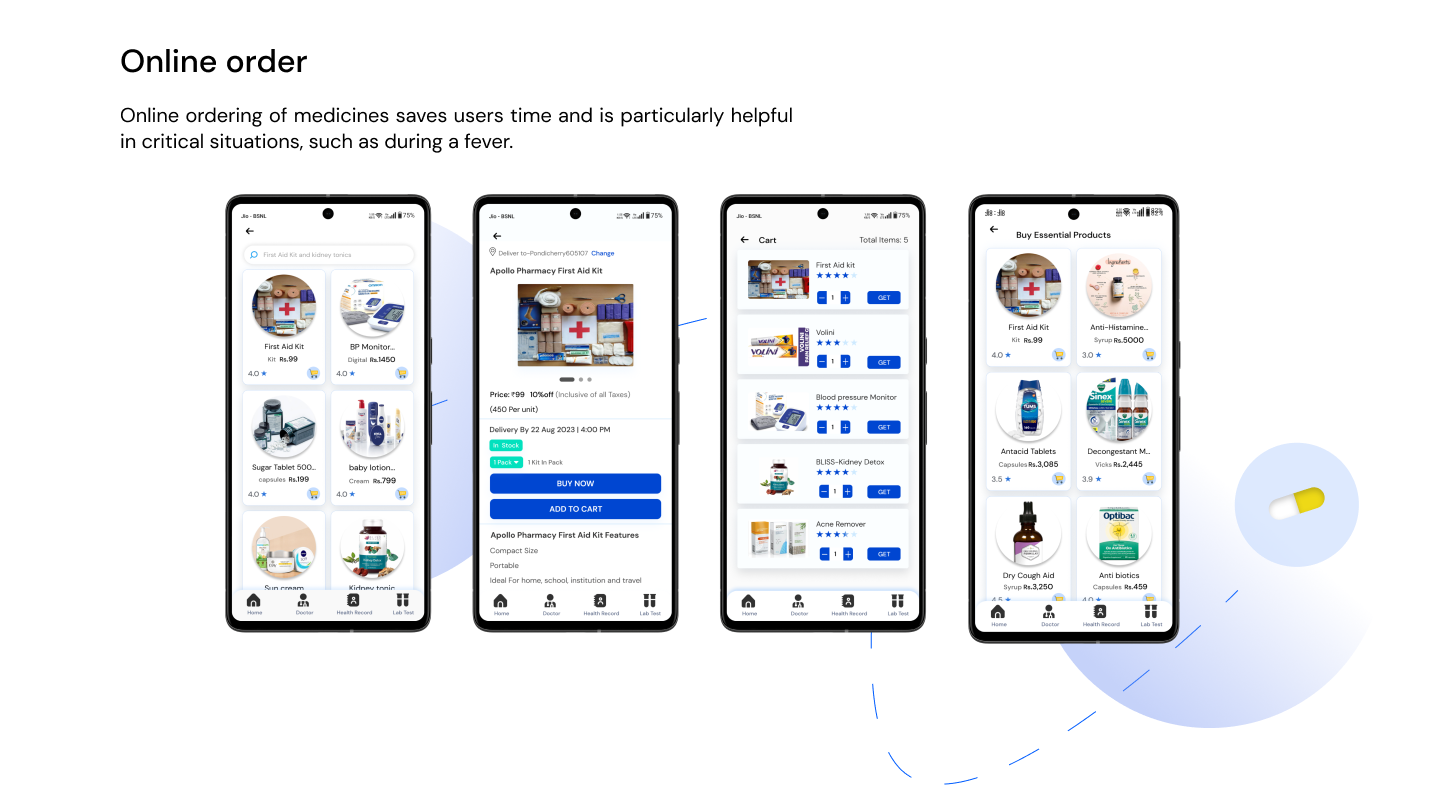 Online order
Online ordering of medicines saves users time and is particularly helpful
in critical situations, such as during a fever.
Jio - BSNL
75%
First Aid Kit and kidney tonics
First Aid Kit
Kit Rs.99
4.0 ★
BP Monitor...
Digital Rs.1450
4.0 ★
Sugar Tablet 500...
capsules Rs.199
4.0 ★
baby lotion...
Cream Rs.799
4.0 ★
Sun cream
Kidney tonic
Home Doctor Health Record Lab Test
Jio - BSNL
75%
Deliver to-Pondicherry605107 Change
Apollo Pharmacy First Aid Kit
Price: ₹99 10%off (Inclusive of all Taxes)
(450 Per unit)
Delivery By 22 Aug 2023 | 4:00 PM
In Stock
1 Pack 1 Kit In Pack
BUY NOW
ADD TO CART
Apollo Pharmacy First Aid Kit Features
Compact Size
Portable
Ideal For home, school, institution and travel
Home Doctor Health Record Lab Test
Jio - BSNL
75%
Cart Total Items: 5
First Aid kit
1 GET
Volini
VOLINI
VOLINI
VOLINI
1 GET
Blood pressure Monitor
1 GET
BLISS-Kidney Detox
1 GET
Acne Remover
1 GET
Home Doctor Health Record Lab Test
82%
Buy Essential Products
First Aid Kit
Kit Rs.99
4.0 ★
Ingredients
Anti-Histamine...
Syrup Rs.5000
3.0 ★
TUMS
Antacid Tablets
Capsules Rs.3,085
3.5 ★
Sinex
Decongestant M...
Vicks Rs.2,445
3.9 ★
Dry Cough Aid
Syrup Rs.3,250
4.5 ★
Optibac
Anti biotics
Capsules Rs.459
4.0 ★
Home Doctor Health Record Lab Test